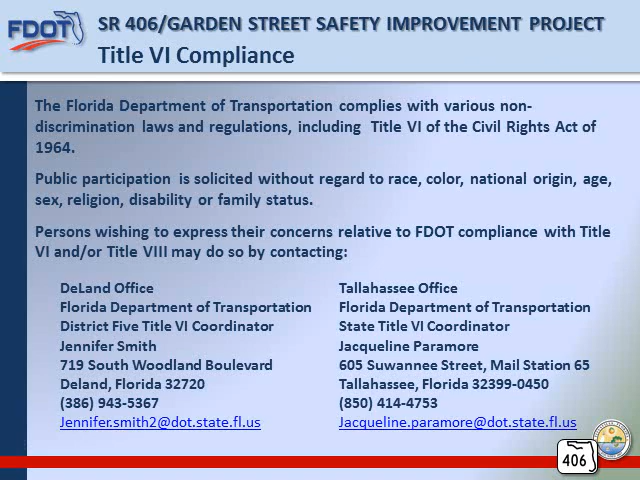 FDOT
SR 406/GARDEN STREET SAFETY IMPROVEMENT PROJECT
Title VI Compliance
The Florida Department of Transportation complies with various non-
discrimination laws and regulations, including Title VI of the Civil Rights Act of
1964.
Public participation is solicited without regard to race, color, national origin, age,
sex, religion, disability or family status.
Persons wishing to express their concerns relative to FDOT compliance with Title
VI and/or Title VIII may do so by contacting:
DeLand Office
Florida Department of Transportation
District Five Title VI Coordinator
Jennifer Smith
719 South Woodland Boulevard
Deland, Florida 32720
(386) 943-5367
Jennifer.smith2@dot.state.fl.us
Tallahassee Office
Florida Department of Transportation
State Title VI Coordinator
Jacqueline Paramore
605 Suwannee Street, Mail Station 65
Tallahassee, Florida 32399-0450
(850) 414-4753
Jacqueline.paramore@dot.state.fl.us
406